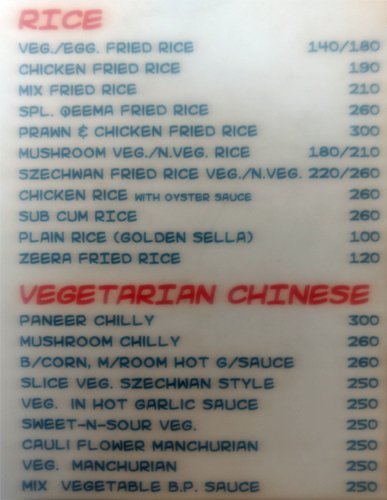 RICE
VEG./EGG. FRIED RICE 140/180
CHICKEN FRIED RICE 190
MIX FRIED RICE 210
SPL. QEEMA FRIED RICE 260
PRAWN & CHICKEN FRIED RICE 300
MUSHROOM VEG./N.VEG. RICE 180/210
SZECHWAN FRIED RICE VEG./N.VEG. 220/260
CHICKEN RICE WITH OYSTER SAUCE 260
SUB CUM RICE 260
PLAIN RICE (GOLDEN SELLA) 100
ZEERA FRIED RICE 120
VEGETARIAN CHINESE
PANEER CHILLY 300
MUSHROOM CHILLY 260
B/CORN, M/ROOM HOT G/SAUCE 260
SLICE VEG. SZECHWAN STYLE 250
VEG. IN HOT GARLIC SAUCE 250
SWEET-N-SOUR VEG. 250
CAULI FLOWER MANCHURIAN 250
VEG. MANCHURIAN 250
MIX VEGETABLE B.P. SAUCE 250